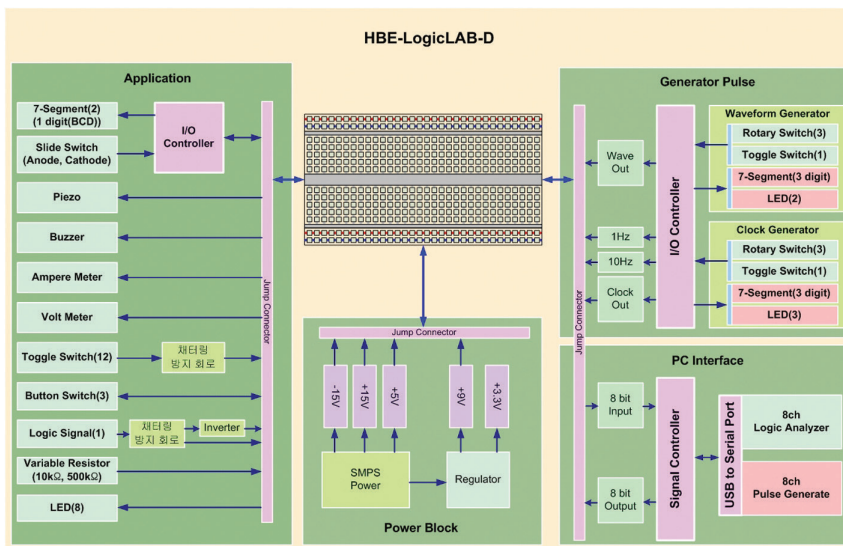 HBE-LogicLAB-D
Application
7-Segment(2)
(1 digit(BCD))
Slide Switch
(Anode, Cathode)
I/O
Controller
Piezo
Buzzer
Ampere Meter
Volt Meter
Toggle Switch(12)
채터링
방지 회로
Button Switch(3)
Logic Signal(1)
채터링
방지 회로
Inverter
Variable Resistor
(10kΩ, 500kΩ)
LED(8)
Jump Connector
Jump Connector
-15V
+15V
+5V
+9V
+3.3V
SMPS
Power
Regulator
Power Block
Generator Pulse
Jump Connector
Wave
Out
1Hz
10Hz
Clock
Out
I/O Controller
Waveform Generator
Rotary Switch(3)
Toggle Switch(1)
7-Segment(3 digit)
LED(2)
Clock Generator
Rotary Switch(3)
Toggle Switch(1)
7-Segment(3 digit)
LED(3)
PC Interface
8 bit
Input
8 bit
Output
Signal Controller
USB to Serial Port
8ch
Logic Analyzer
8ch
Pulse Generate